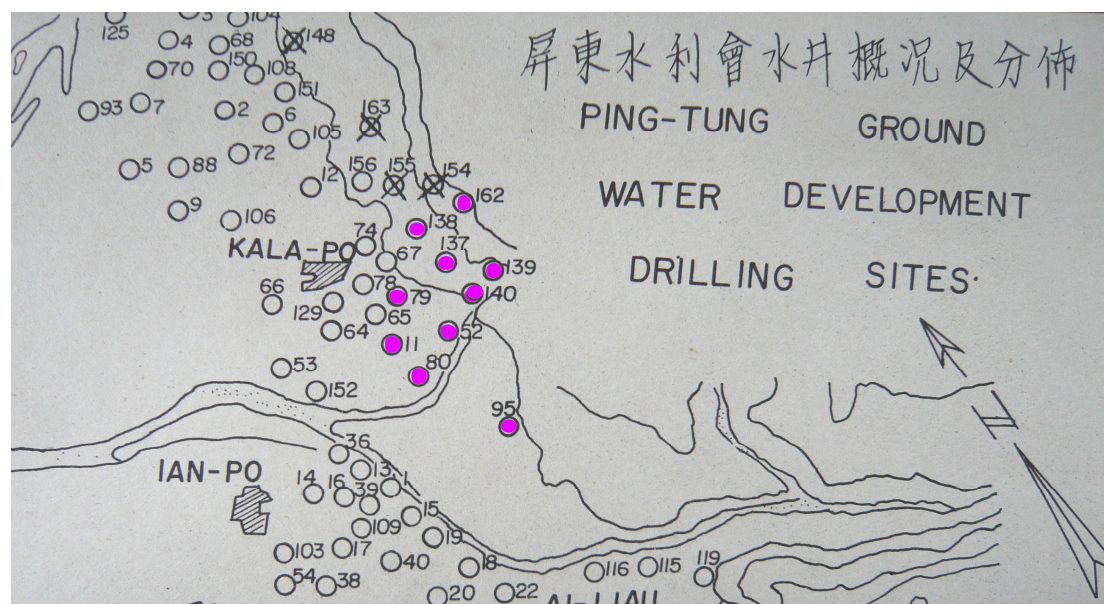 屏東水利會水井概況及分佈
PING-TUNG GROUND
WATER DEVELOPMENT
DRILLING SITES
125 3 104
4 68 148
70 150 108
151
93 7 2 6 163
105
72
5 88 12 156 155 154
162
9 106 138
74 137
KALA-PO 67 139
78 79 140
66 129 65
64 11 52
53 80
152
95
36
IAN-PO 13 1
14 16 39
15
109 19
103 17 40 18 116 115 119
54 38 20 22
AI-LIAU